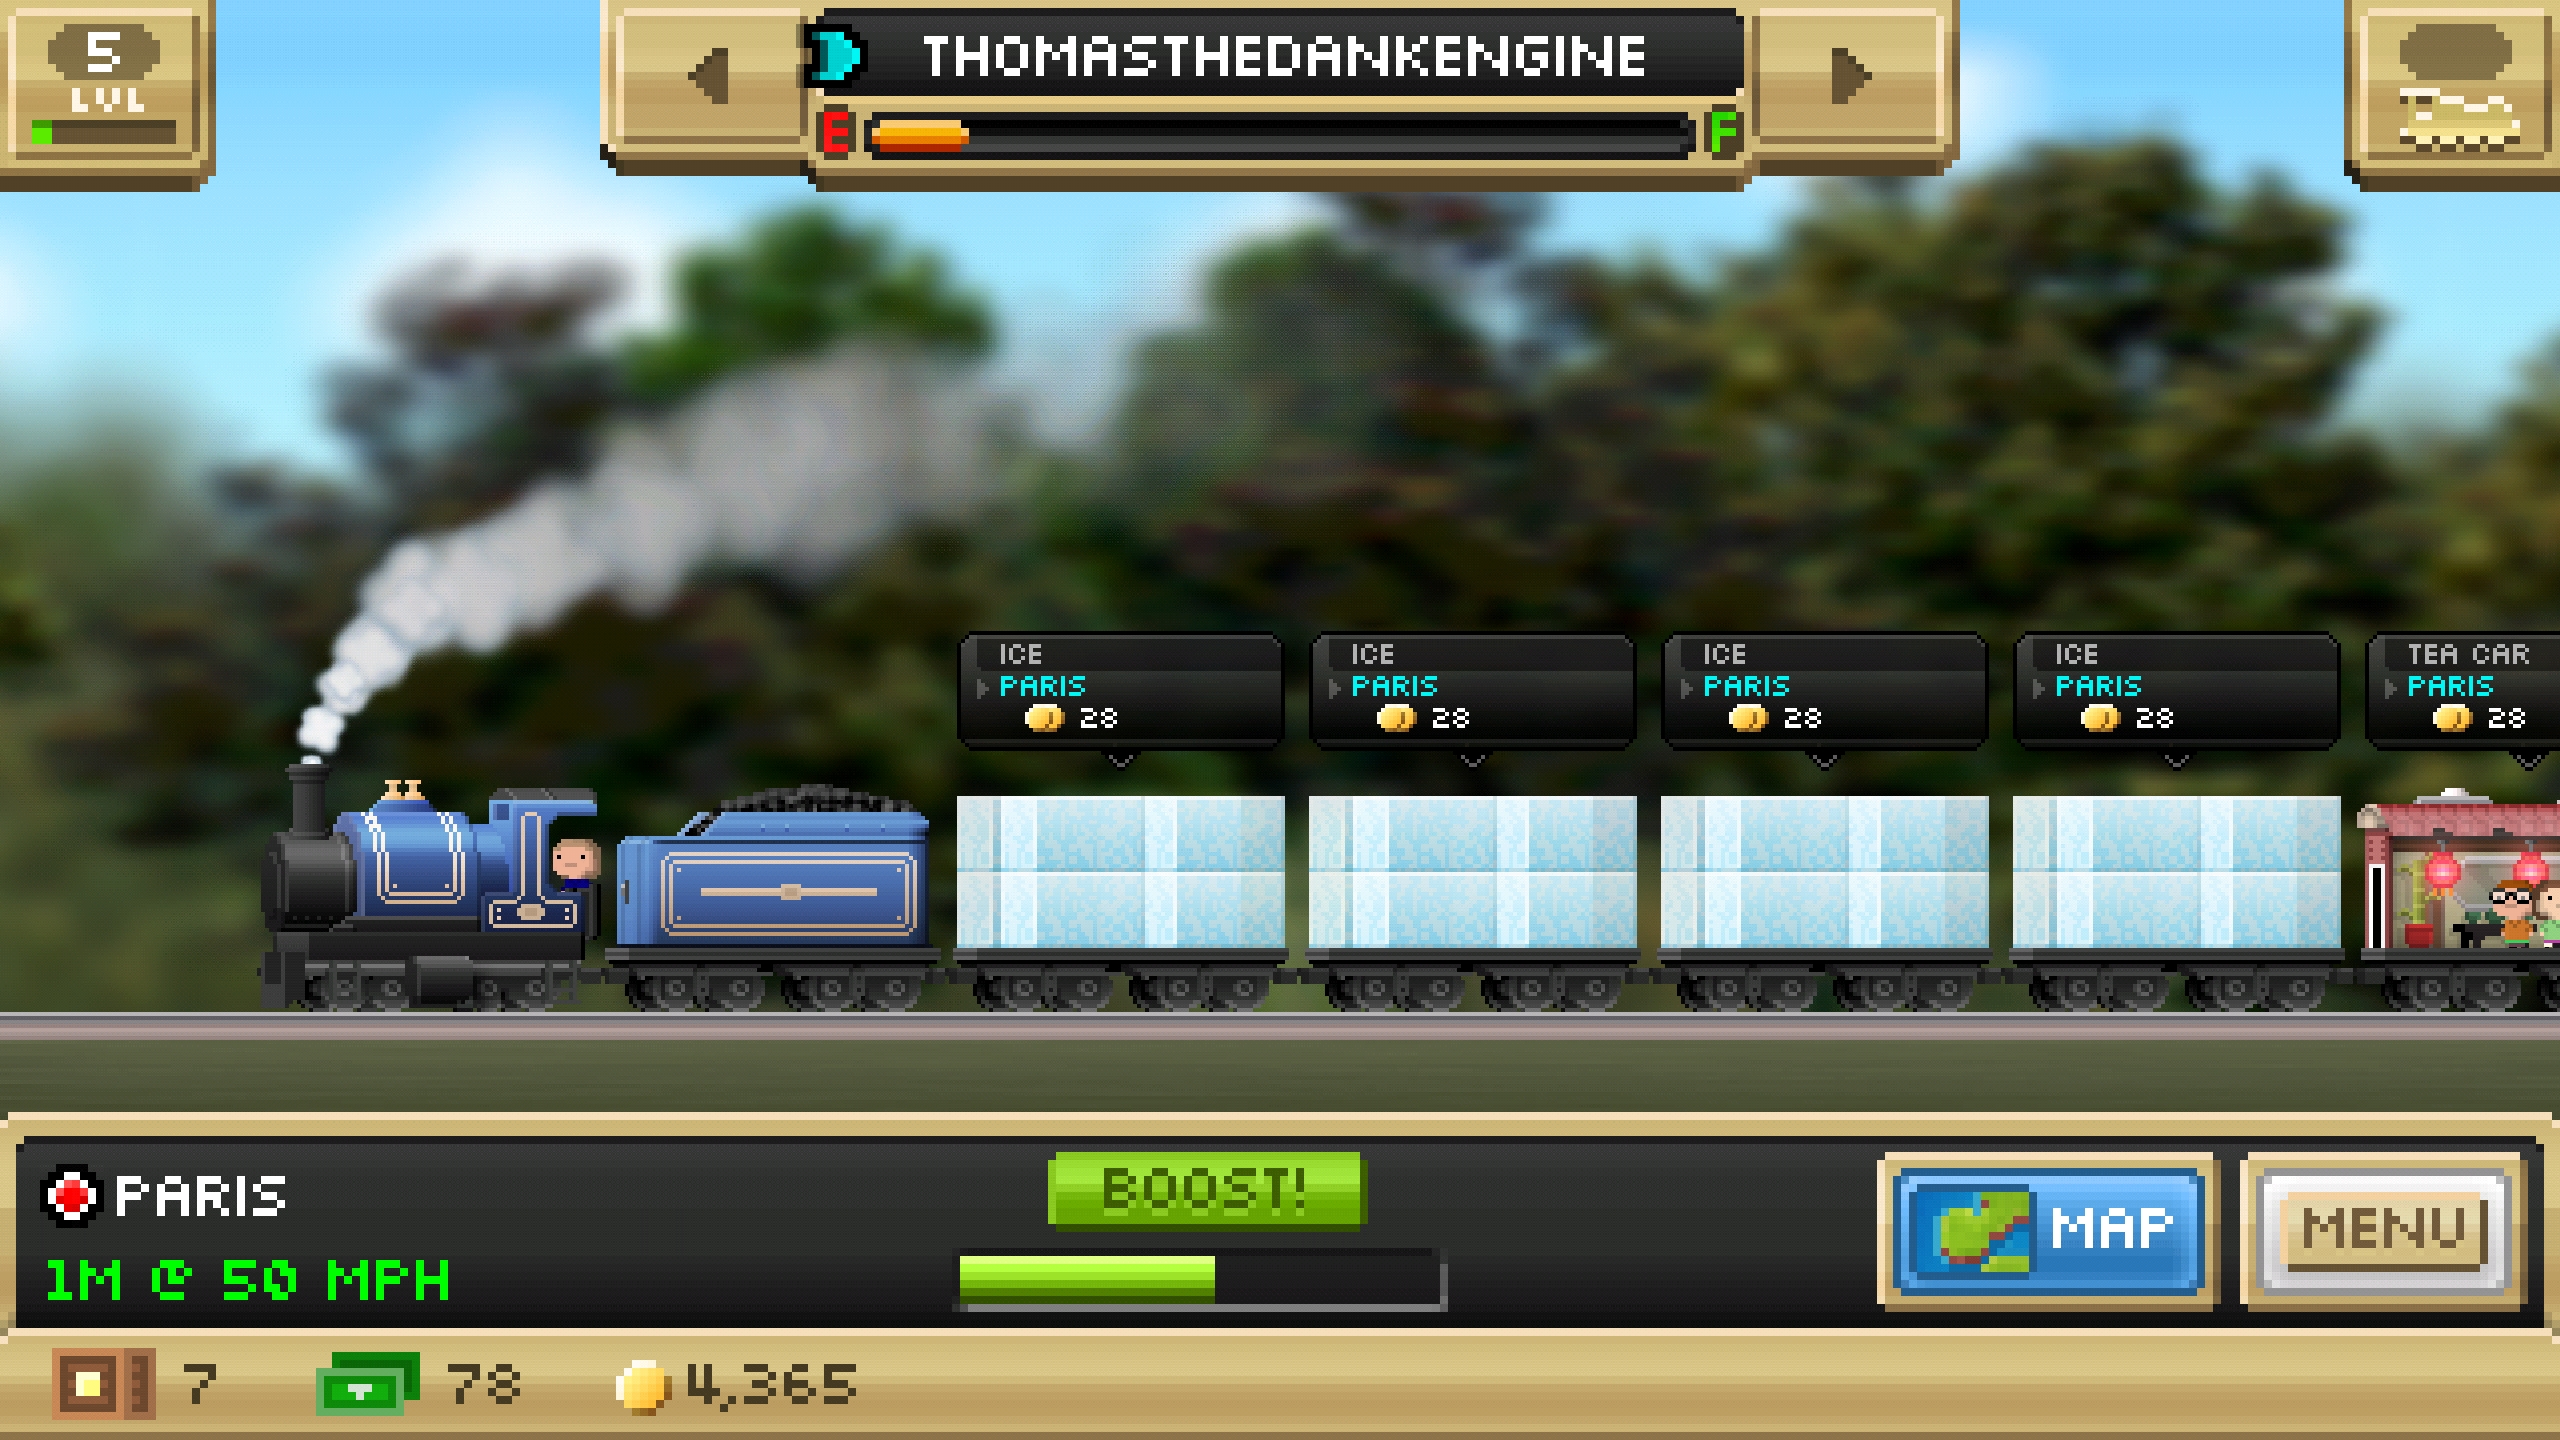 5
LVL
THOMASTHEDANKENGINE
E F
ICE
PARIS
28
ICE
PARIS
28
ICE
PARIS
28
ICE
PARIS
28
TEA CAR
PARIS
28
PARIS
1M @ 50 MPH
BOOST!
MAP
MENU
7
78
4,365